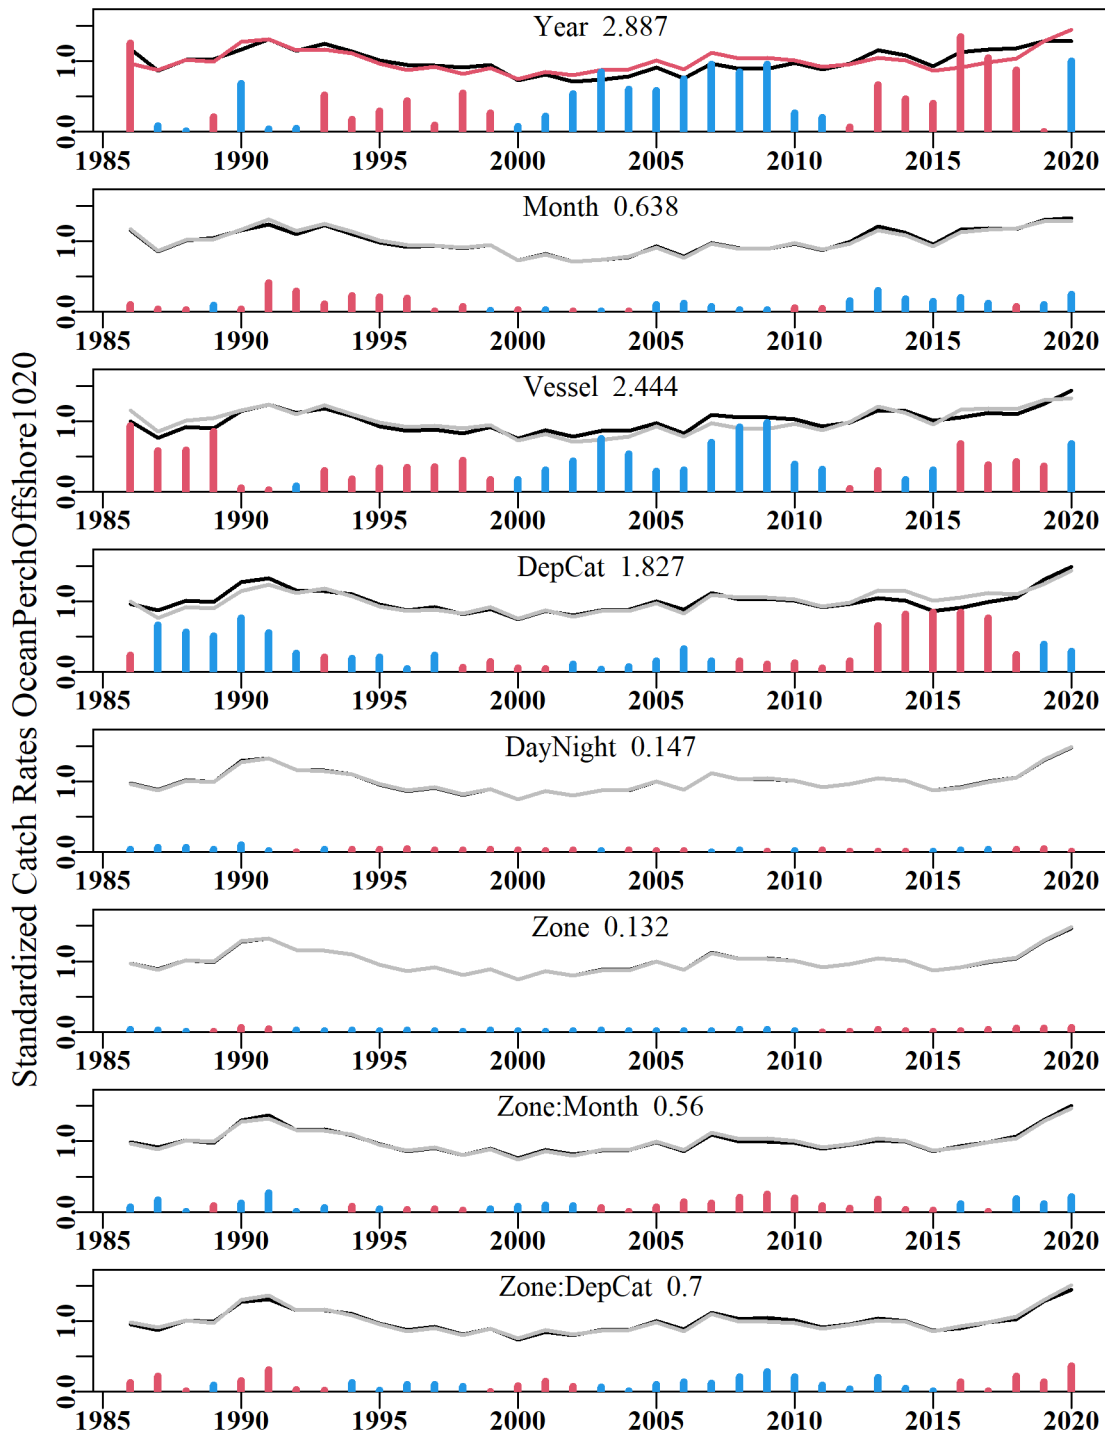 Standardized Catch Rates OceanPerchOffshore1020
Year 2.887
1.0
0.0
1985 1990 1995 2000 2005 2010 2015 2020
Month 0.638
1.0
0.0
1985 1990 1995 2000 2005 2010 2015 2020
Vessel 2.444
1.0
0.0
1985 1990 1995 2000 2005 2010 2015 2020
DepCat 1.827
1.0
0.0
1985 1990 1995 2000 2005 2010 2015 2020
DayNight 0.147
1.0
0.0
1985 1990 1995 2000 2005 2010 2015 2020
Zone 0.132
1.0
0.0
1985 1990 1995 2000 2005 2010 2015 2020
Zone:Month 0.56
1.0
0.0
1985 1990 1995 2000 2005 2010 2015 2020
Zone:DepCat 0.7
1.0
0.0
1985 1990 1995 2000 2005 2010 2015 2020